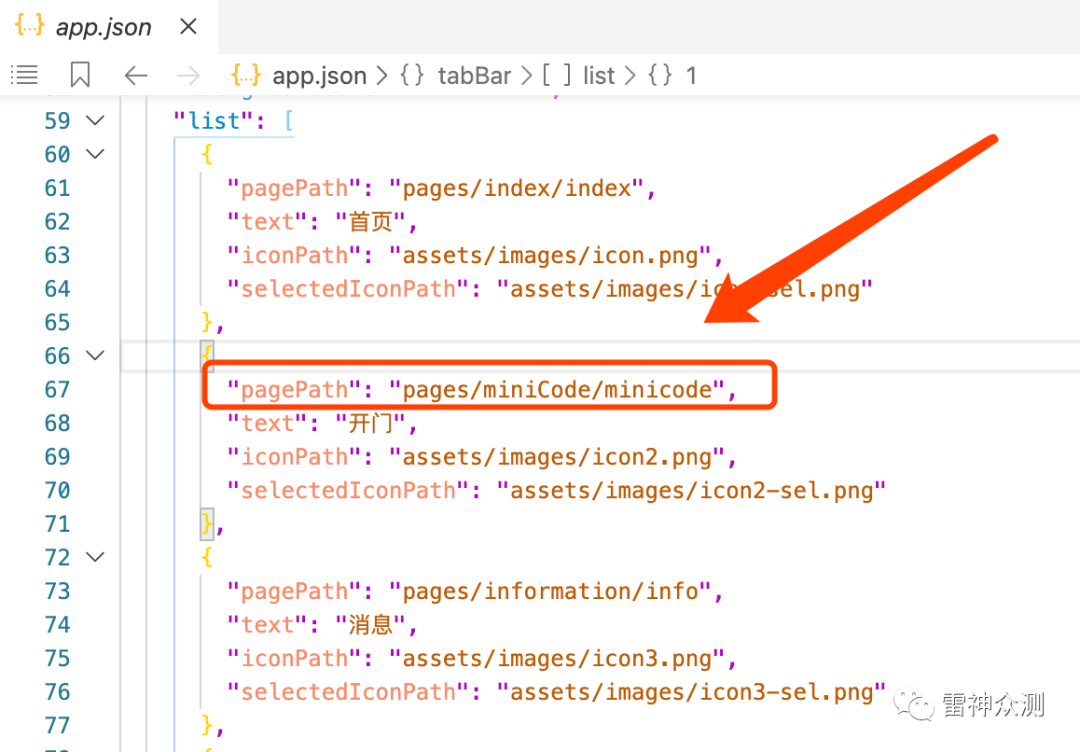 {..} app.json
{..} app.json > {} tabBar > [ ] list > {} 1
59 "list": [
60 {
61 "pagePath": "pages/index/index",
62 "text": "首页",
63 "iconPath": "assets/images/icon.png",
64 "selectedIconPath": "assets/images/ic sel.png"
65 },
66 {
67 "pagePath": "pages/miniCode/minicode",
68 "text": "开门",
69 "iconPath": "assets/images/icon2.png",
70 "selectedIconPath": "assets/images/icon2-sel.png"
71 },
72 {
73 "pagePath": "pages/information/info",
74 "text": "消息",
75 "iconPath": "assets/images/icon3.png",
76 "selectedIconPath": "assets/images/icon3-sel.png"
77 },
雷神众测